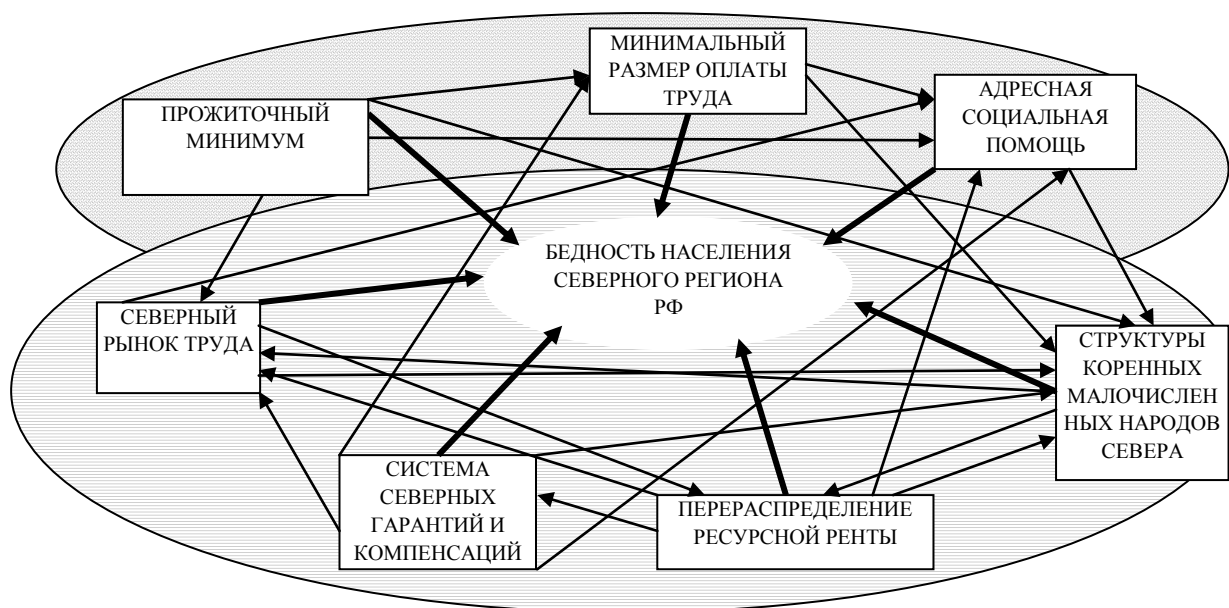 МИНИМАЛЬНЫЙ
РАЗМЕР ОПЛАТЫ
ТРУДА
АДРЕСНАЯ
СОЦИАЛЬНАЯ
ПОМОЩЬ
ПРОЖИТОЧНЫЙ
МИНИМУМ
БЕДНОСТЬ НАСЕЛЕНИЯ
СЕВЕРНОГО РЕГИОНА
РФ
СЕВЕРНЫЙ
РЫНОК ТРУДА
СТРУКТУРЫ
КОРЕННЫХ
МАЛОЧИСЛЕН
НЫХ НАРОДОВ
СЕВЕРА
СИСТЕМА
СЕВЕРНЫХ
ГАРАНТИЙ И
КОМПЕНСАЦИЙ
ПЕРЕРАСПРЕДЕЛЕНИЕ
РЕСУРСНОЙ РЕНТЫ